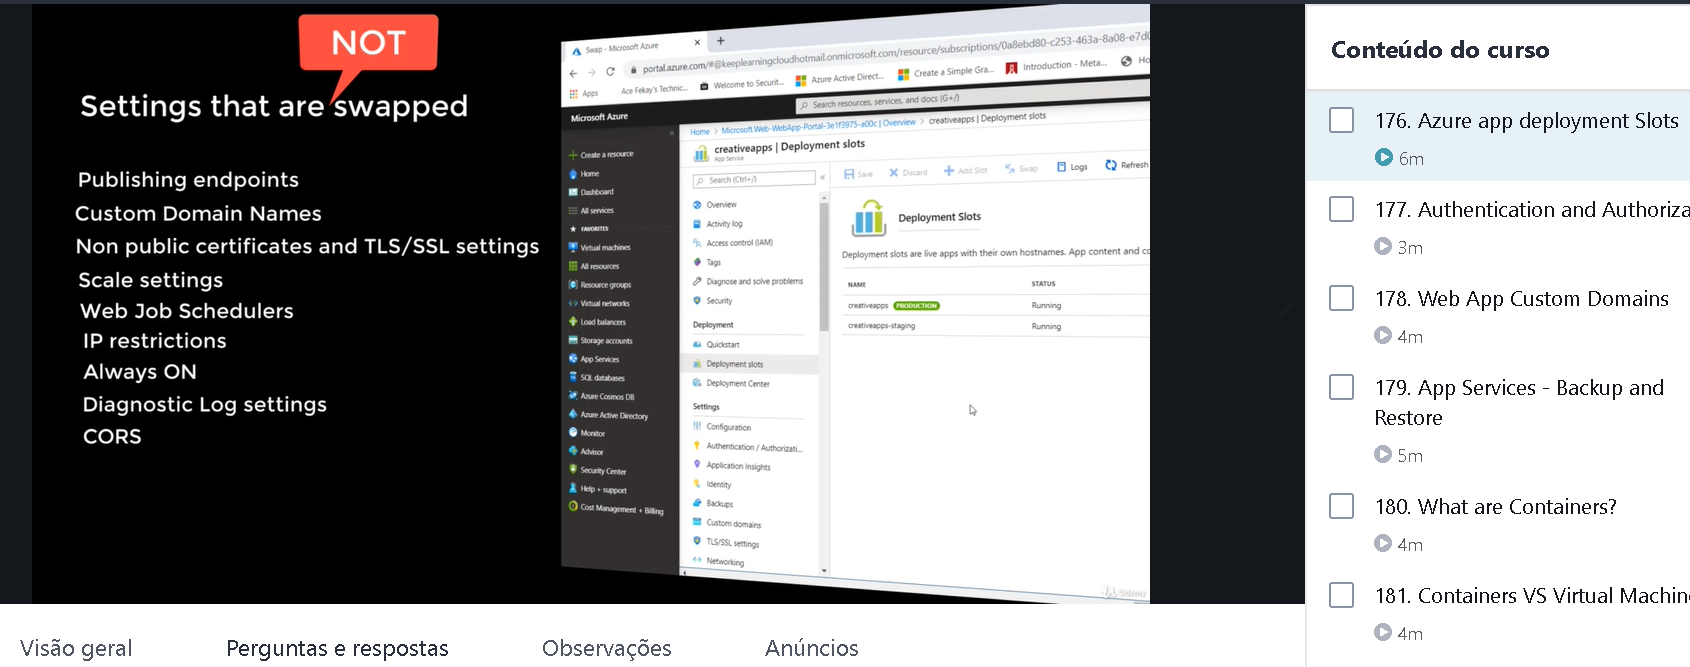 NOT
Settings that are swapped
Publishing endpoints
Custom Domain Names
Non public certificates and TLS/SSL settings
Scale settings
Web Job Schedulers
IP restrictions
Always ON
Diagnostic Log settings
CORS
Swap - Microsoft Azure
portal.azure.com/#@keeplearningcloudhotmail.onmicrosoft.com/resource/subscriptions/0a8ebd80-c253-463a-8a08-e7d
Apps
Ace Fekay's Technic...
Welcome to Securit...
Azure Active Direct...
Create a Simple Gra...
Introduction - Meta...
Microsoft Azure
Search resources, services, and docs (G+/)
Create a resource
Home
Dashboard
All services
FAVORITES
Virtual machines
All resources
Resource groups
Virtual networks
Load balancers
Storage accounts
App Services
SQL databases
Azure Cosmos DB
Azure Active Directory
Monitor
Advisor
Security Center
Help + support
Cost Management + Billing
Home > Microsoft.Web-WebApp-Portal-3e1f3975-a00c | Overview > creativeapps | Deployment slots
creativeapps | Deployment slots
App Service
Search (Ctrl+/)
Overview
Activity log
Access control (IAM)
Tags
Diagnose and solve problems
Security
Deployment
Quickstart
Deployment slots
Deployment Center
Settings
Configuration
Authentication / Authorizati...
Application Insights
Identity
Backups
Custom domains
TLS/SSL settings
Networking
Save Discard Add Slot Swap Logs Refresh
Deployment Slots
Deployment slots are live apps with their own hostnames. App content and co
NAME STATUS
creativeapps PRODUCTION Running
creativeapps-staging Running
Udemy
Conteúdo do curso
176. Azure app deployment Slots
6m
177. Authentication and Authoriza
3m
178. Web App Custom Domains
4m
179. App Services - Backup and
Restore
5m
180. What are Containers?
4m
181. Containers VS Virtual Machin
4m
Visão geral
Perguntas e respostas
Observações
Anúncios